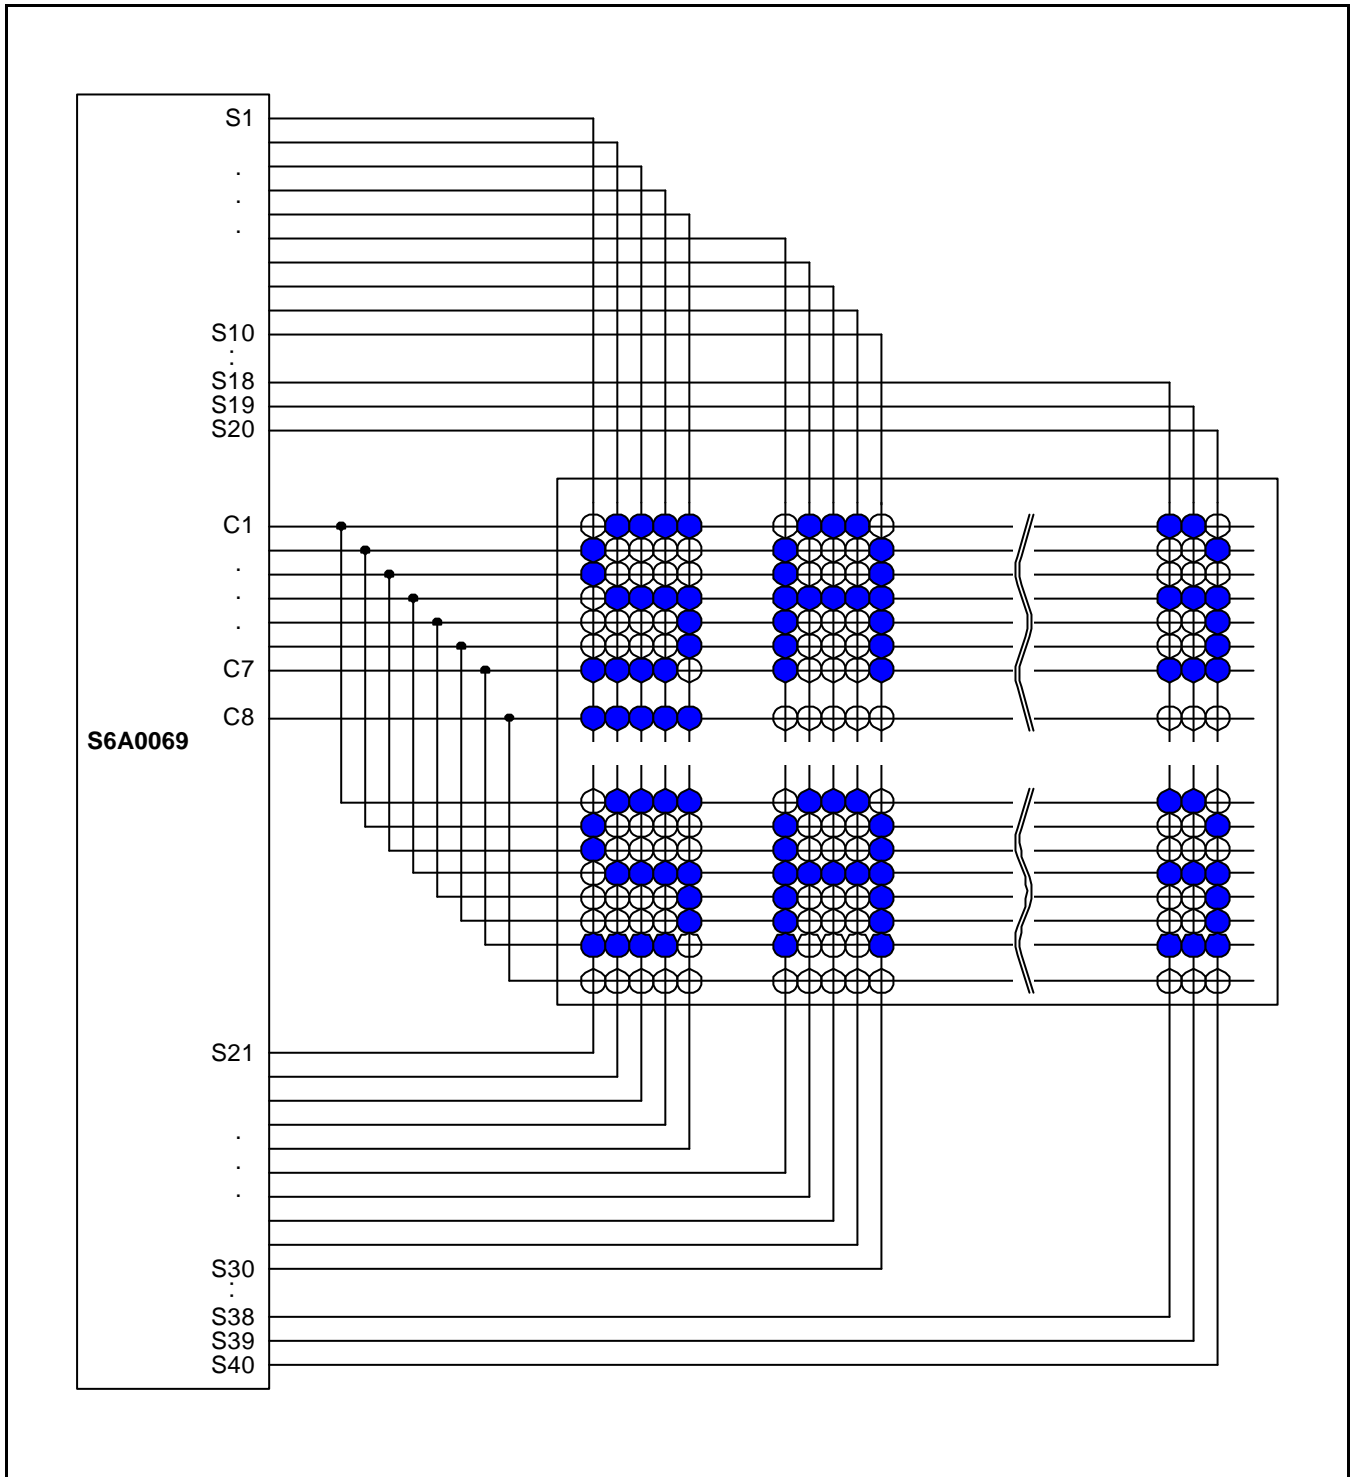 S1
.
.
.
S10
:
S18
S19
S20
C1
.
.
.
C7
C8
S6A0069
S21
.
.
.
S30
:
S38
S39
S40